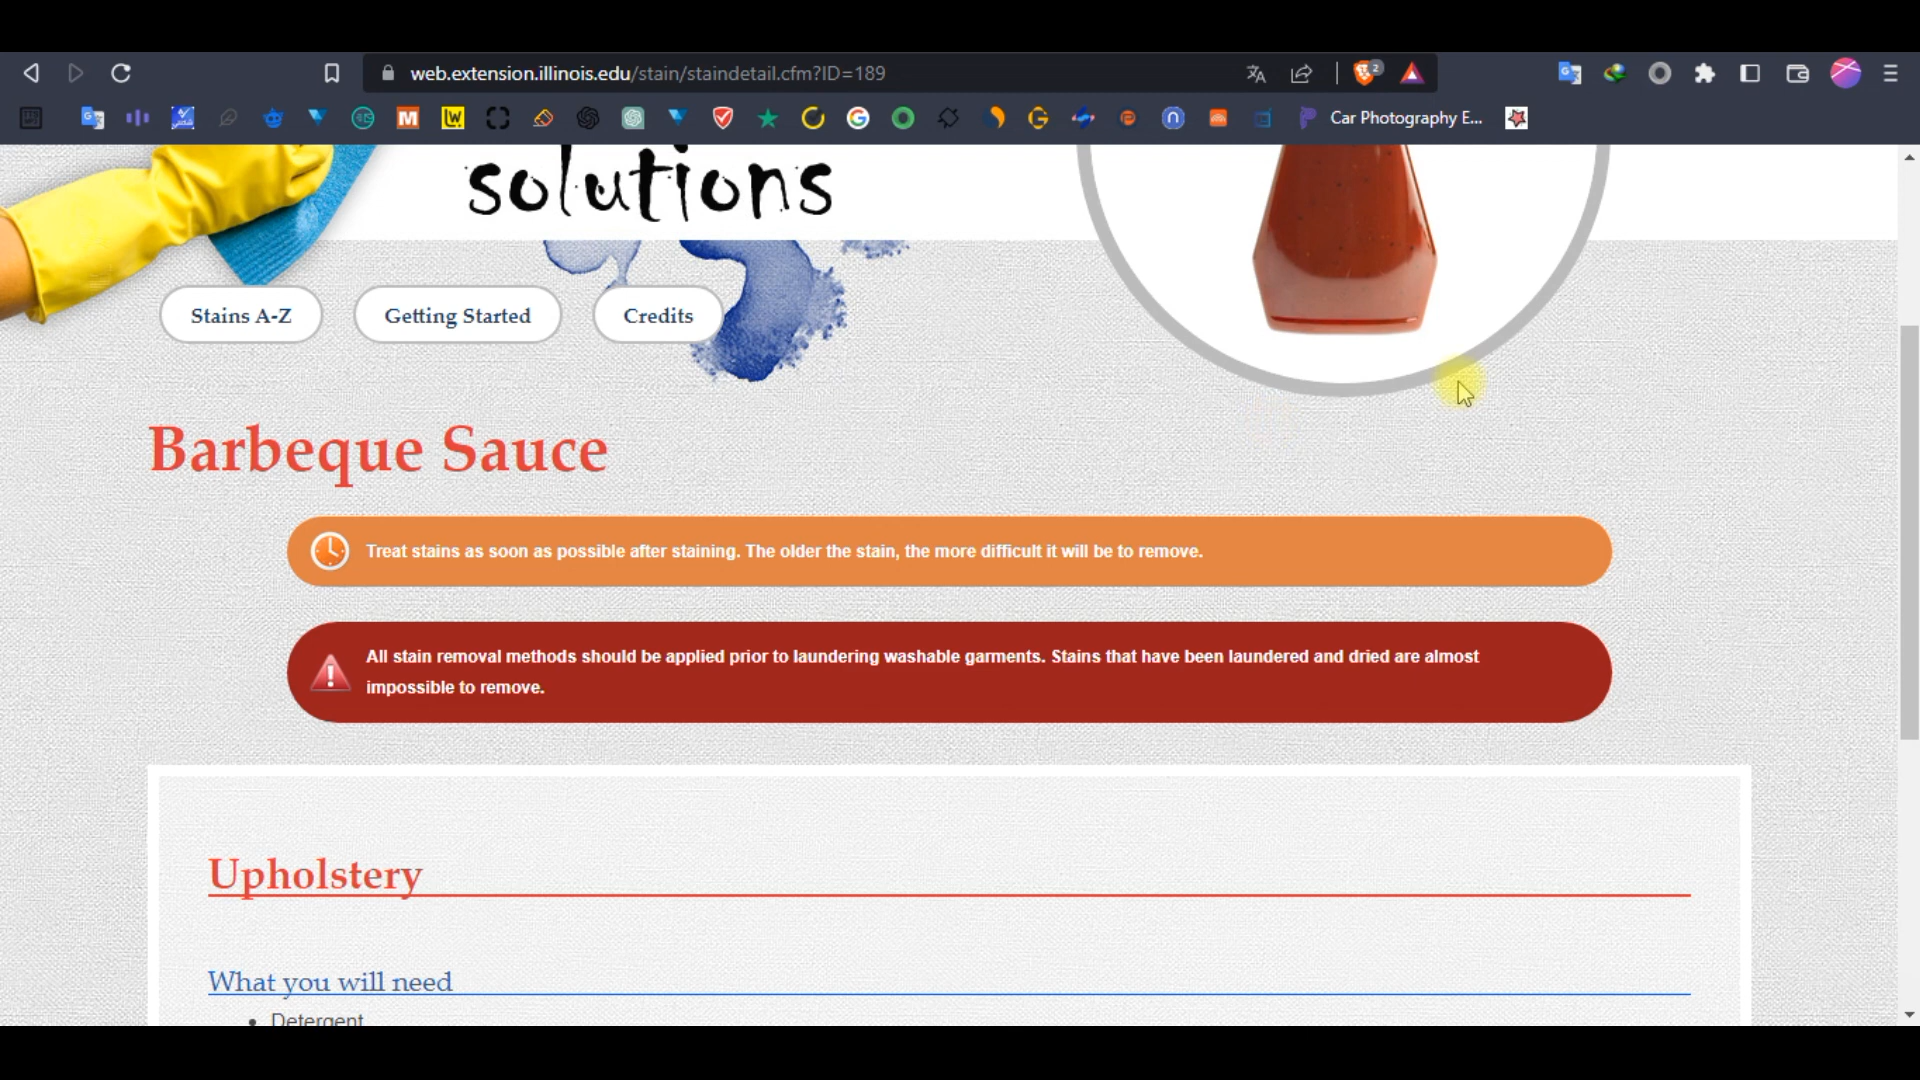 web.extension.illinois.edu/stain/staindetail.cfm?ID=189
2
Car Photography E...
solutions
Stains A-Z
Getting Started
Credits
Barbeque Sauce
Treat stains as soon as possible after staining. The older the stain, the more difficult it will be to remove.
All stain removal methods should be applied prior to laundering washable garments. Stains that have been laundered and dried are almost
impossible to remove.
Upholstery
What you will need
• Detergent